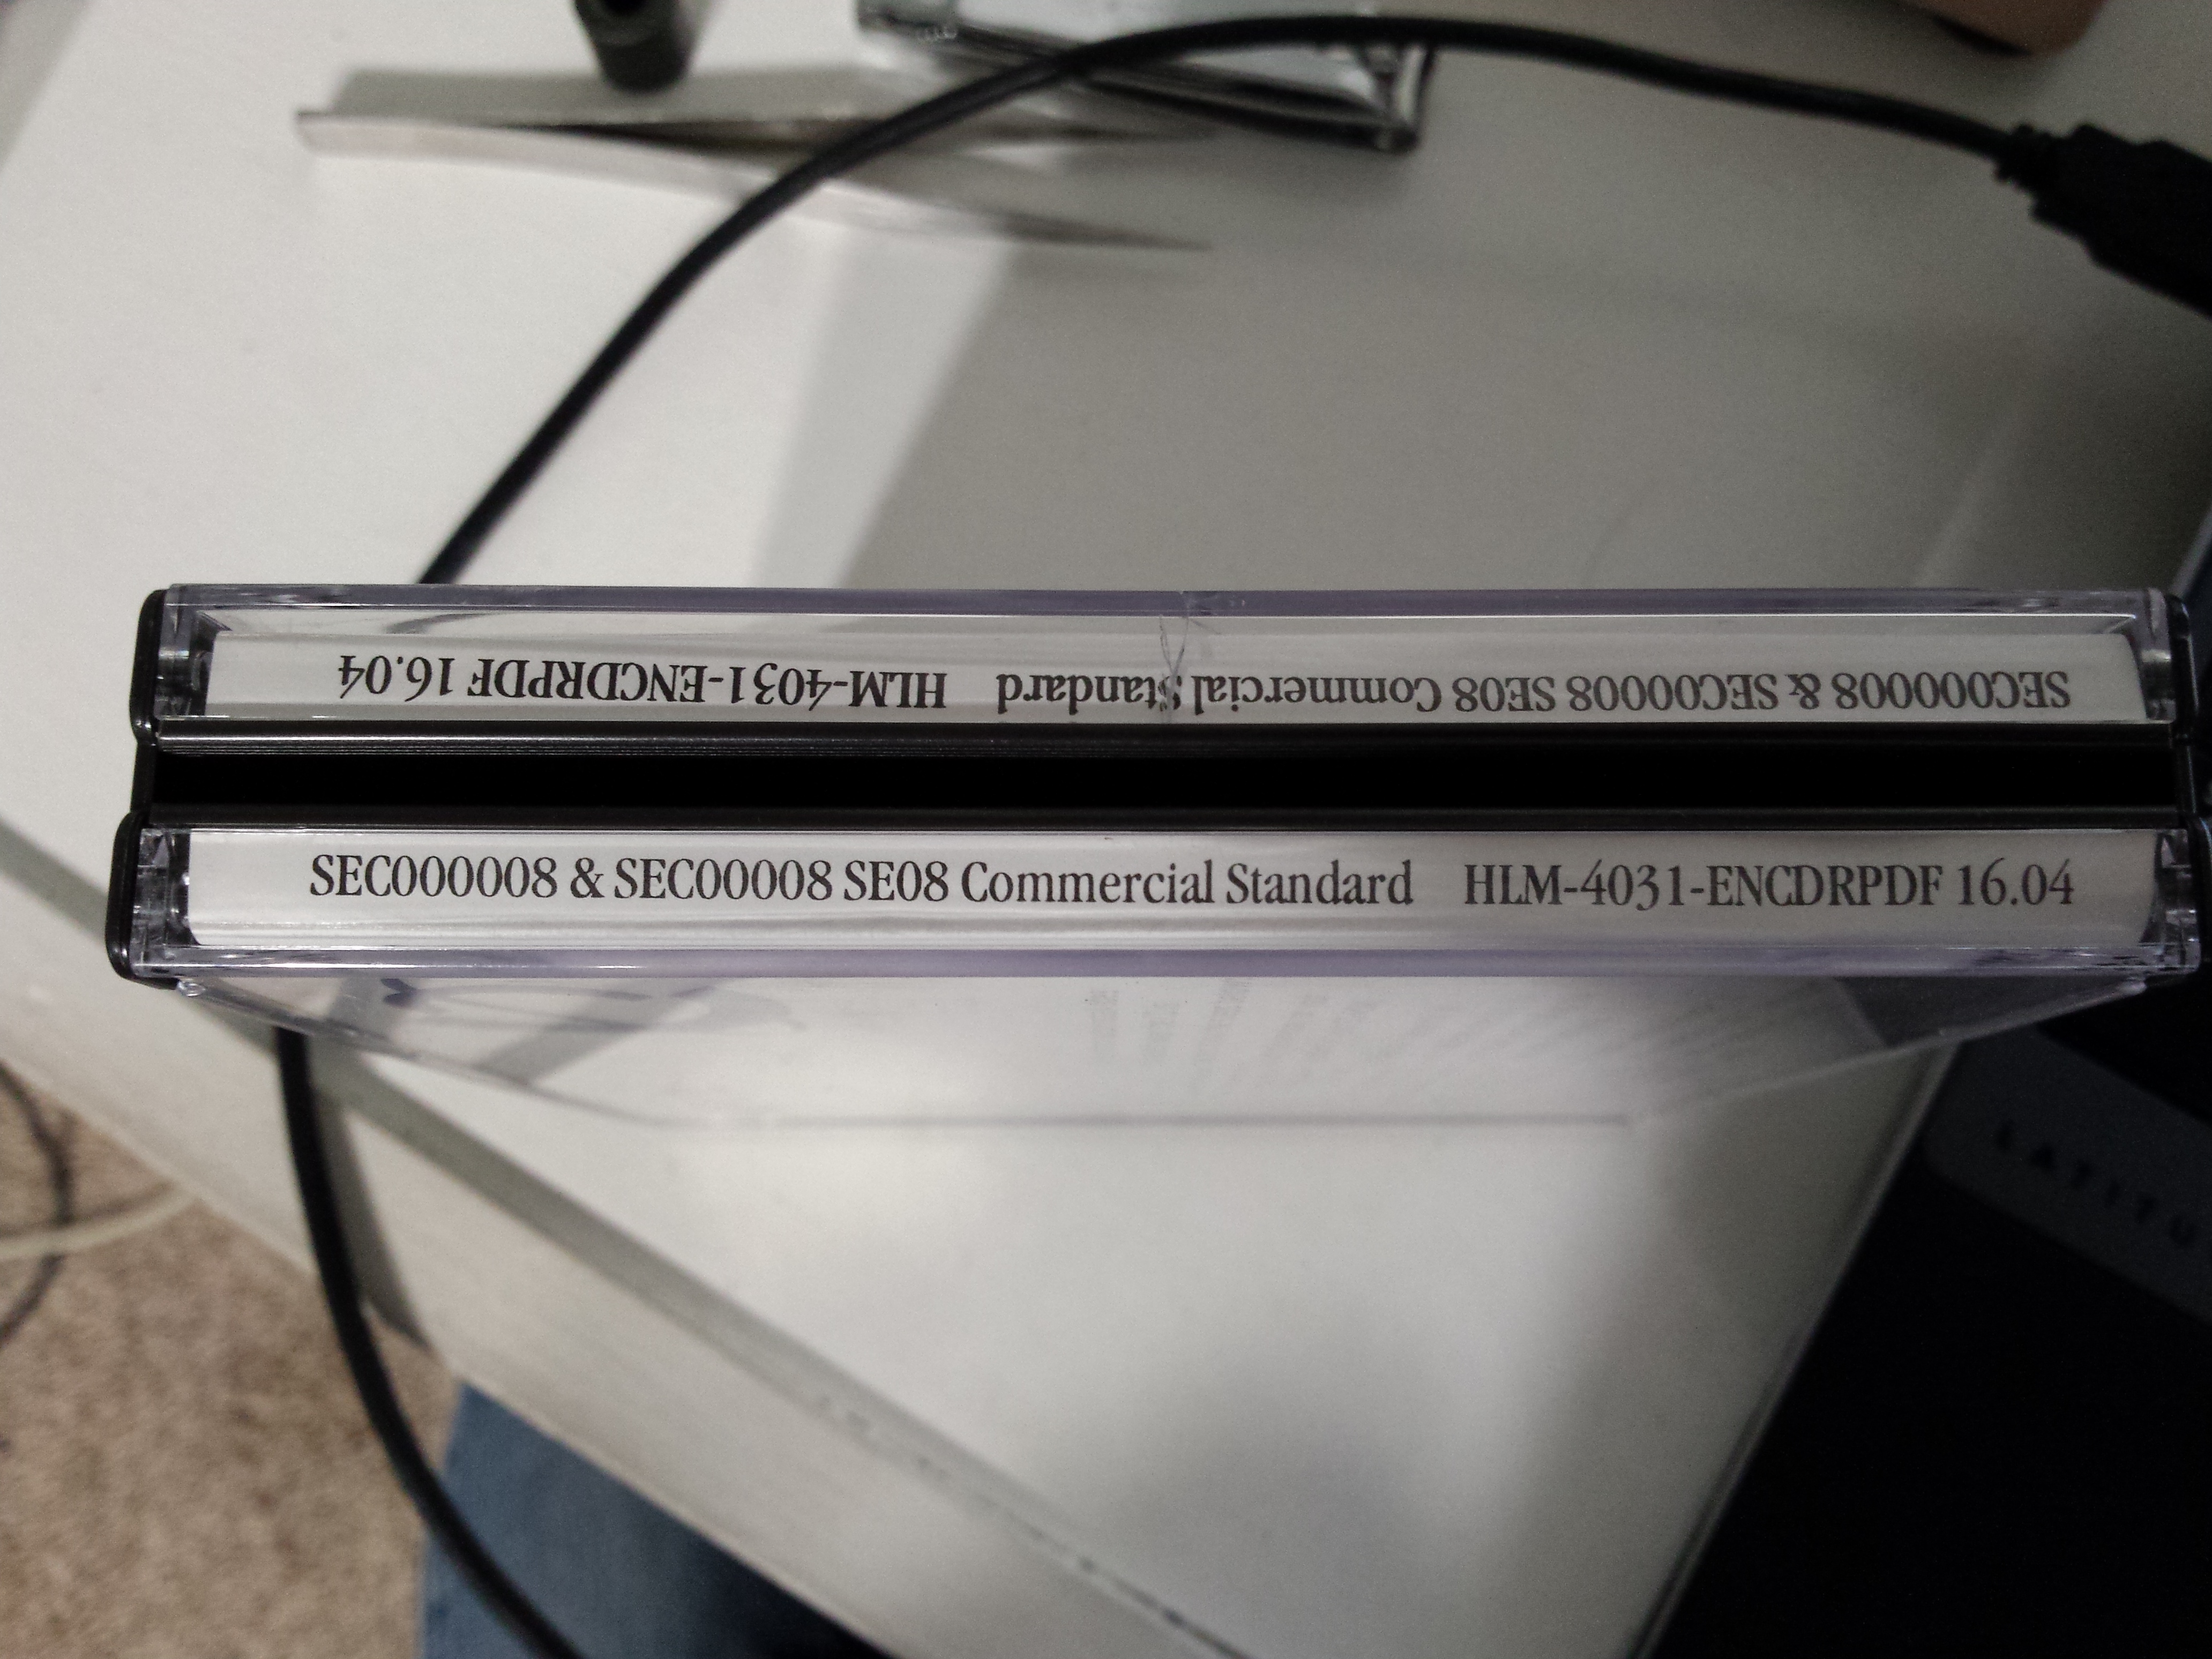 SEC000008 & SEC00008 SE08 Commercial Standard HLM-4031-ENCDRPDF 16.04
SEC000008 & SEC00008 SE08 Commercial Standard HLM-4031-ENCDRPDF 16.04
LATITU